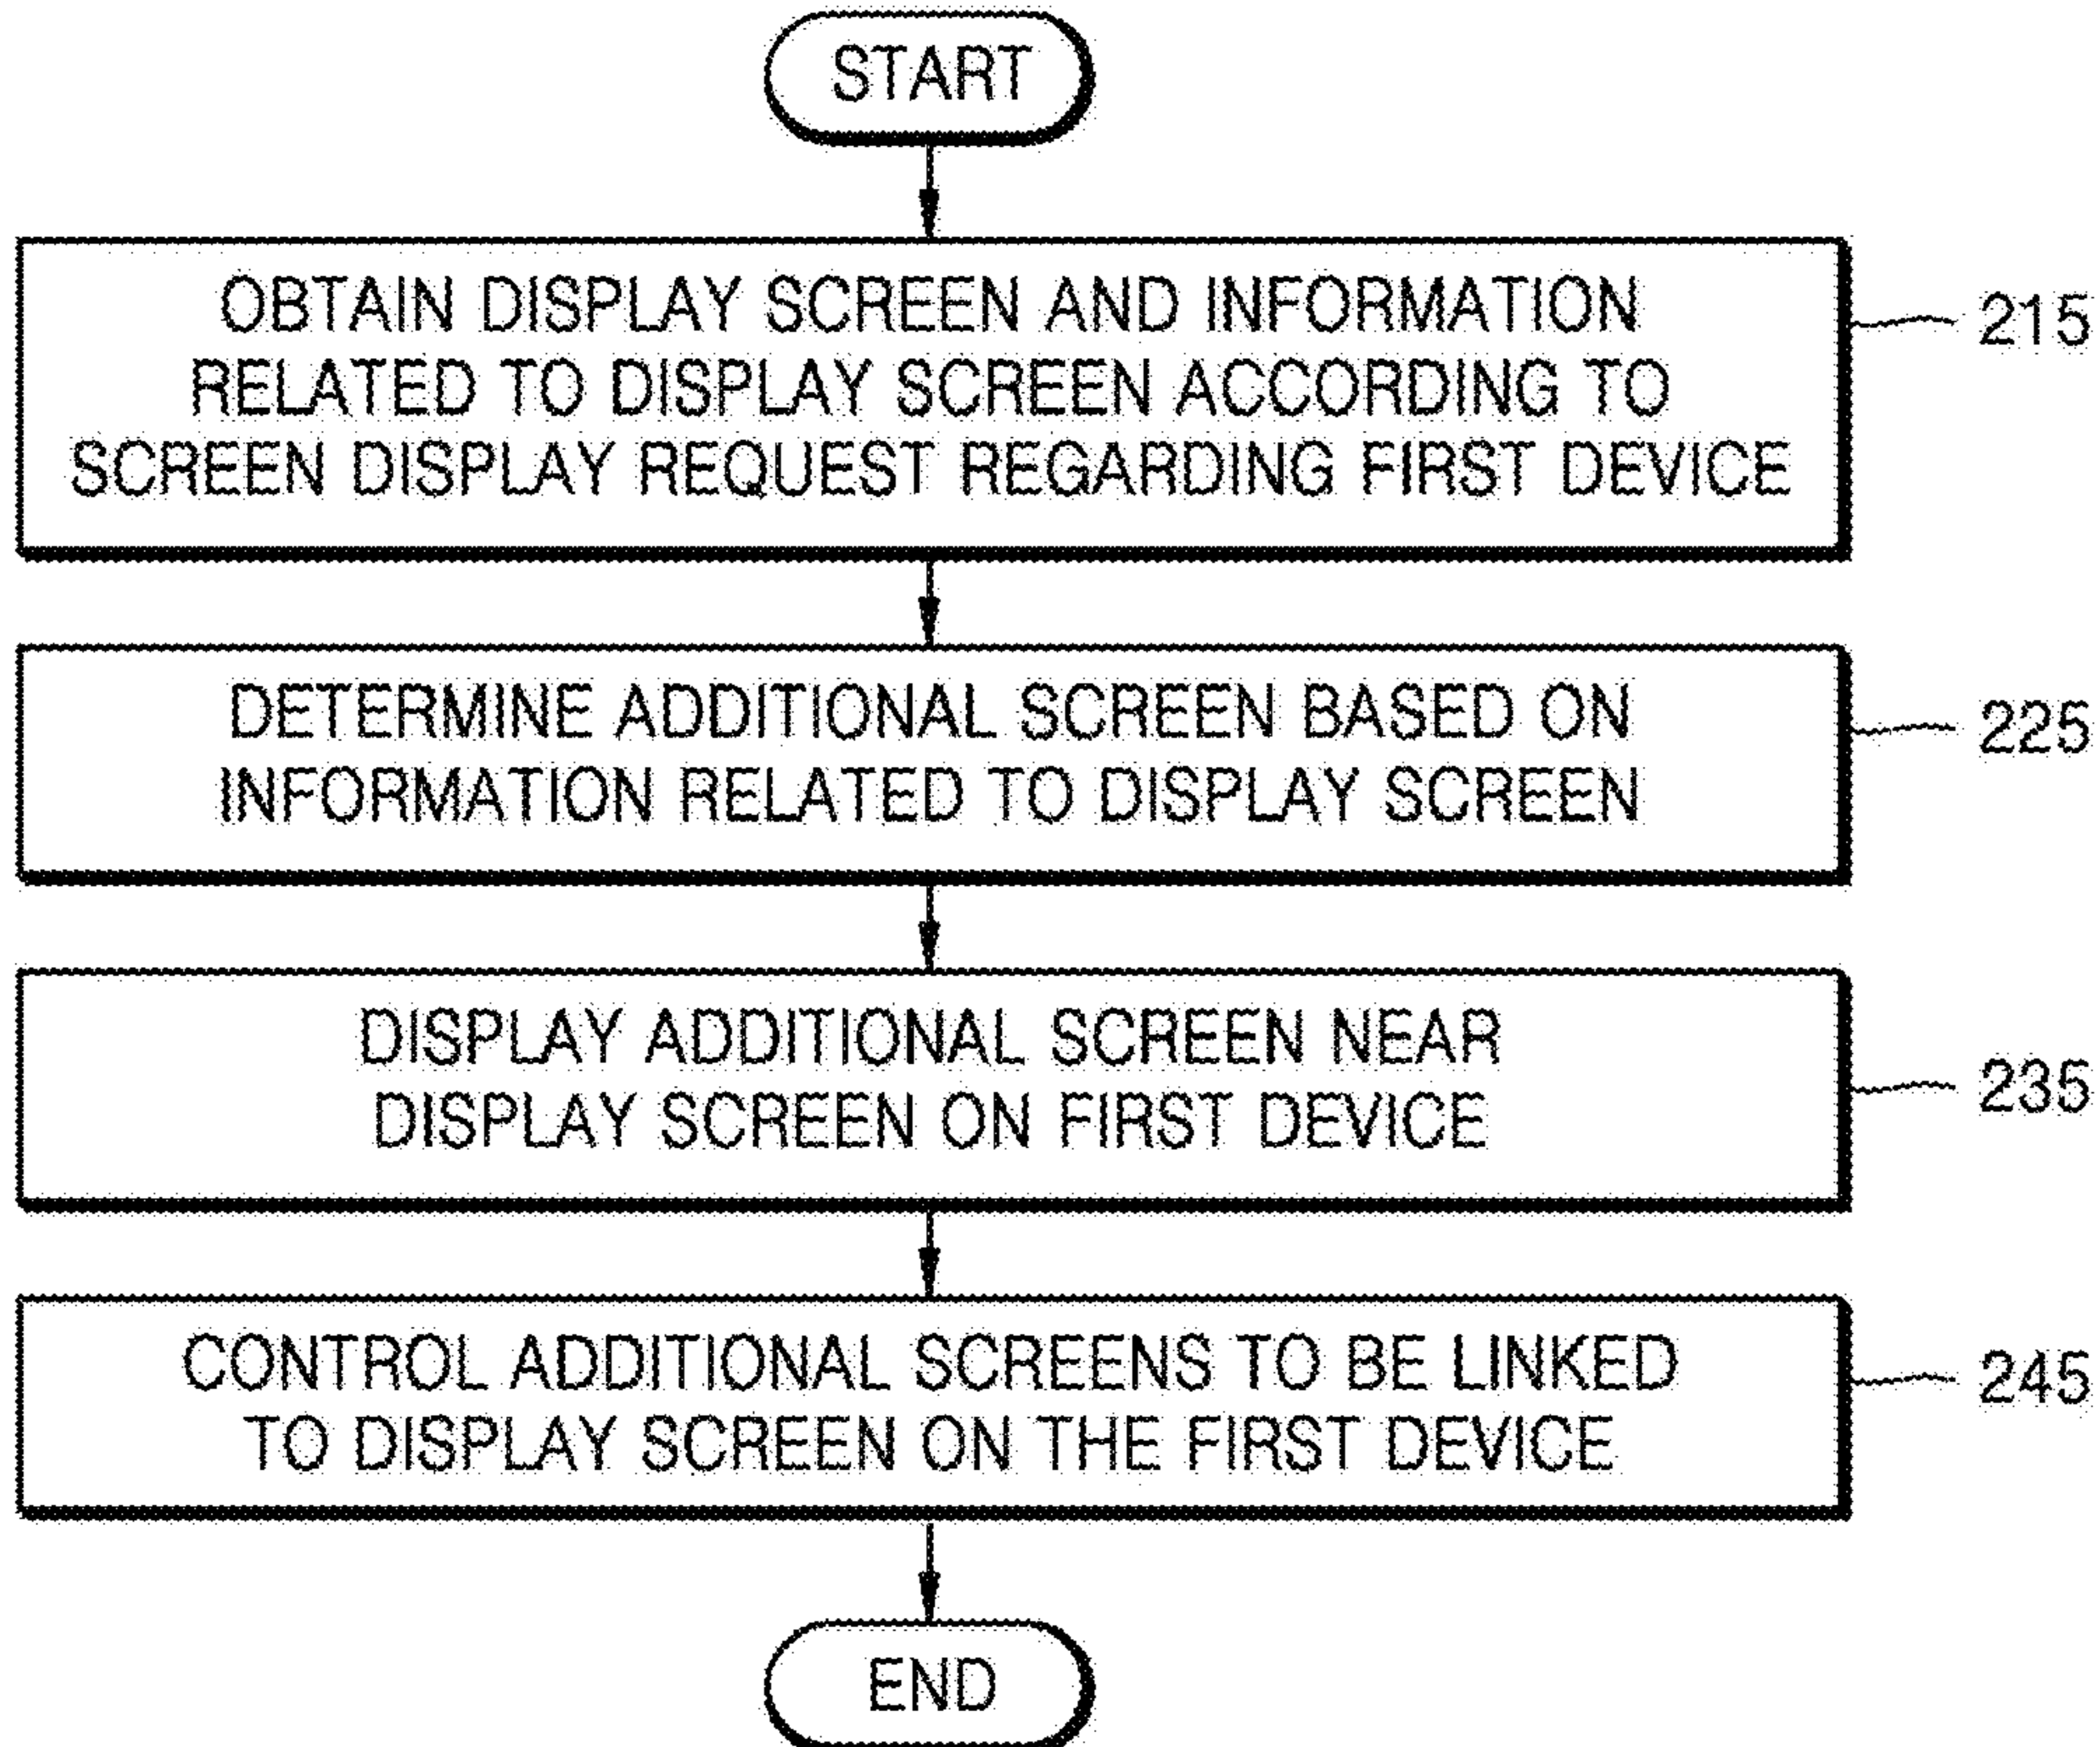 START
OBTAIN DISPLAY SCREEN AND INFORMATION
RELATED TO DISPLAY SCREEN ACCORDING TO
SCREEN DISPLAY REQUEST REGARDING FIRST DEVICE
215
DETERMINE ADDITIONAL SCREEN BASED ON
INFORMATION RELATED TO DISPLAY SCREEN
225
DISPLAY ADDITIONAL SCREEN NEAR
DISPLAY SCREEN ON FIRST DEVICE
235
CONTROL ADDITIONAL SCREENS TO BE LINKED
TO DISPLAY SCREEN ON THE FIRST DEVICE
245
END